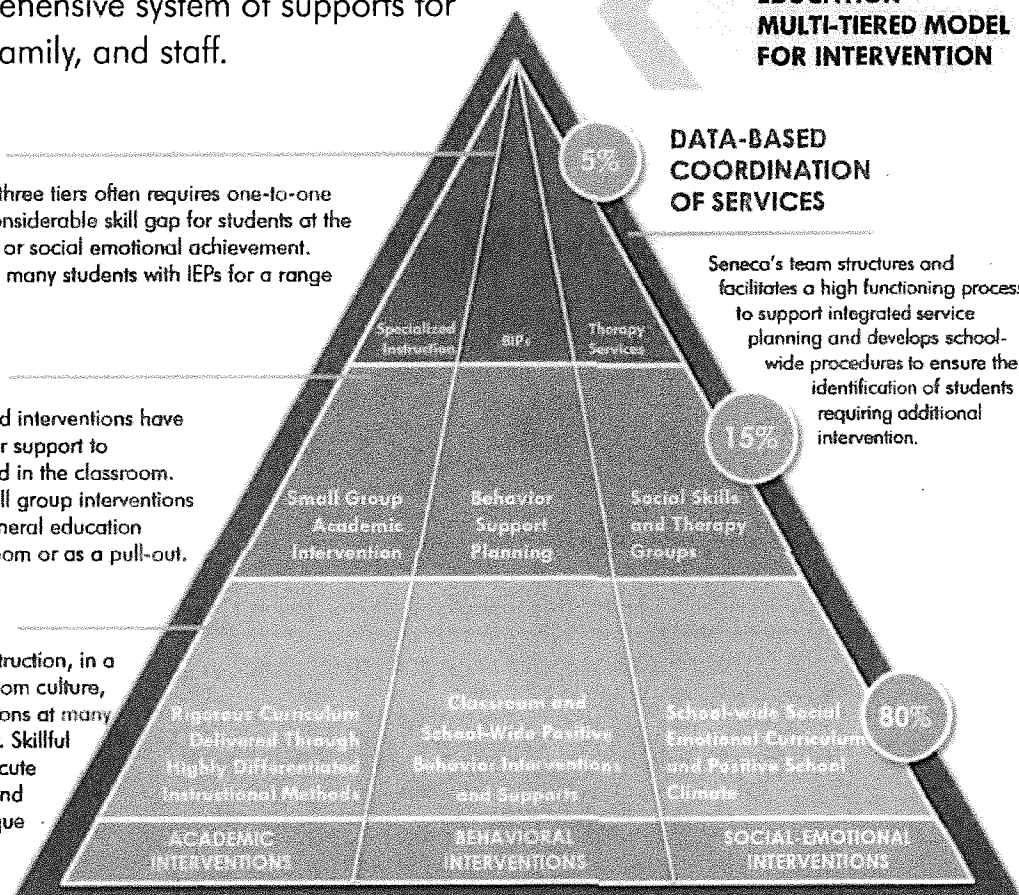 ehensive system of supports for
amily, and staff.
EDUCATION
MULTI-TIERED MODEL
FOR INTERVENTION
5%
DATA-BASED
COORDINATION
OF SERVICES
three tiers often requires one-to-one
onsiderable skill gap for students at the
or social emotional achievement.
many students with IEPs for a range
Seneca's team structures and
facilitates a high functioning process
to support integrated service
planning and develops school-
wide procedures to ensure the
identification of students
requiring additional
intervention.
Specialized
Instruction
BIPs
Therapy
Services
d interventions have
r support to
d in the classroom.
ll group interventions
neral education
om or as a pull-out.
15%
Small Group
Academic
Intervention
Behavior
Support
Planning
Social Skills
and Therapy
Groups
truction, in a
om culture,
ons at many
. Skillful
cute
nd
que
80%
Rigorous Curriculum
Delivered Through
Highly Differentiated
Instructional Methods
Classroom and
School-Wide Positive
Behavior Interventions
and Supports
School-wide Social
Emotional Curriculum
and Positive School
Climate
ACADEMIC
INTERVENTIONS
BEHAVIORAL
INTERVENTIONS
SOCIAL-EMOTIONAL
INTERVENTIONS